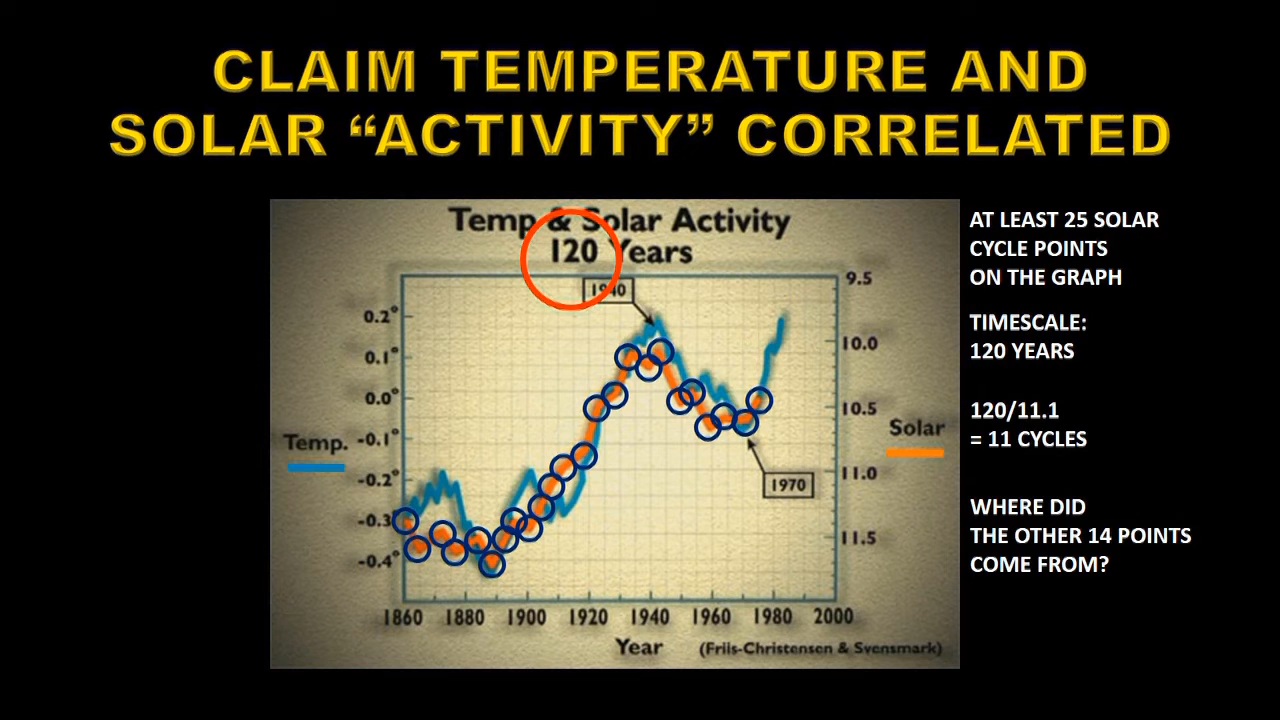 CLAIM TEMPERATURE AND
SOLAR “ACTIVITY” CORRELATED
Temp & Solar Activity
120 Years
1940
0.2°
0.1°
0.0°
-0.1°
-0.2°
-0.3
-0.4°
Temp.
9.5
10.0
10.5
11.0
11.5
Solar
1970
1860 1880 1900 1920 1940 1960 1980 2000
Year
(Friis-Christensen & Svensmark)
AT LEAST 25 SOLAR
CYCLE POINTS
ON THE GRAPH
TIMESCALE:
120 YEARS
120/11.1
= 11 CYCLES
WHERE DID
THE OTHER 14 POINTS
COME FROM?